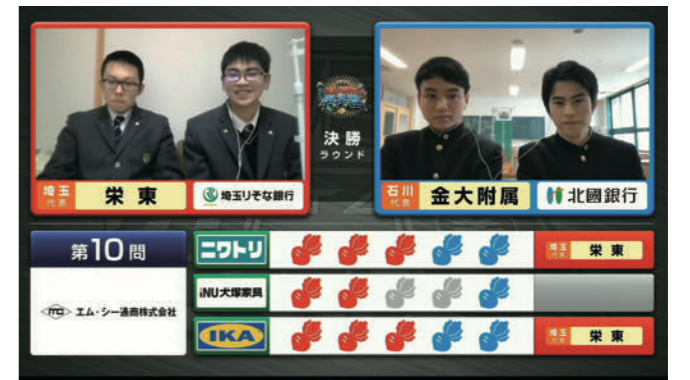 決勝
ラウンド
埼玉
代表
栄東
埼玉りそな銀行
石川
代表
金大附属
北國銀行
第10問
mc エム・シー通商株式会社
ニワトリ
埼玉
代表
栄東
iNU犬塚家具
IKA
埼玉
代表
栄東